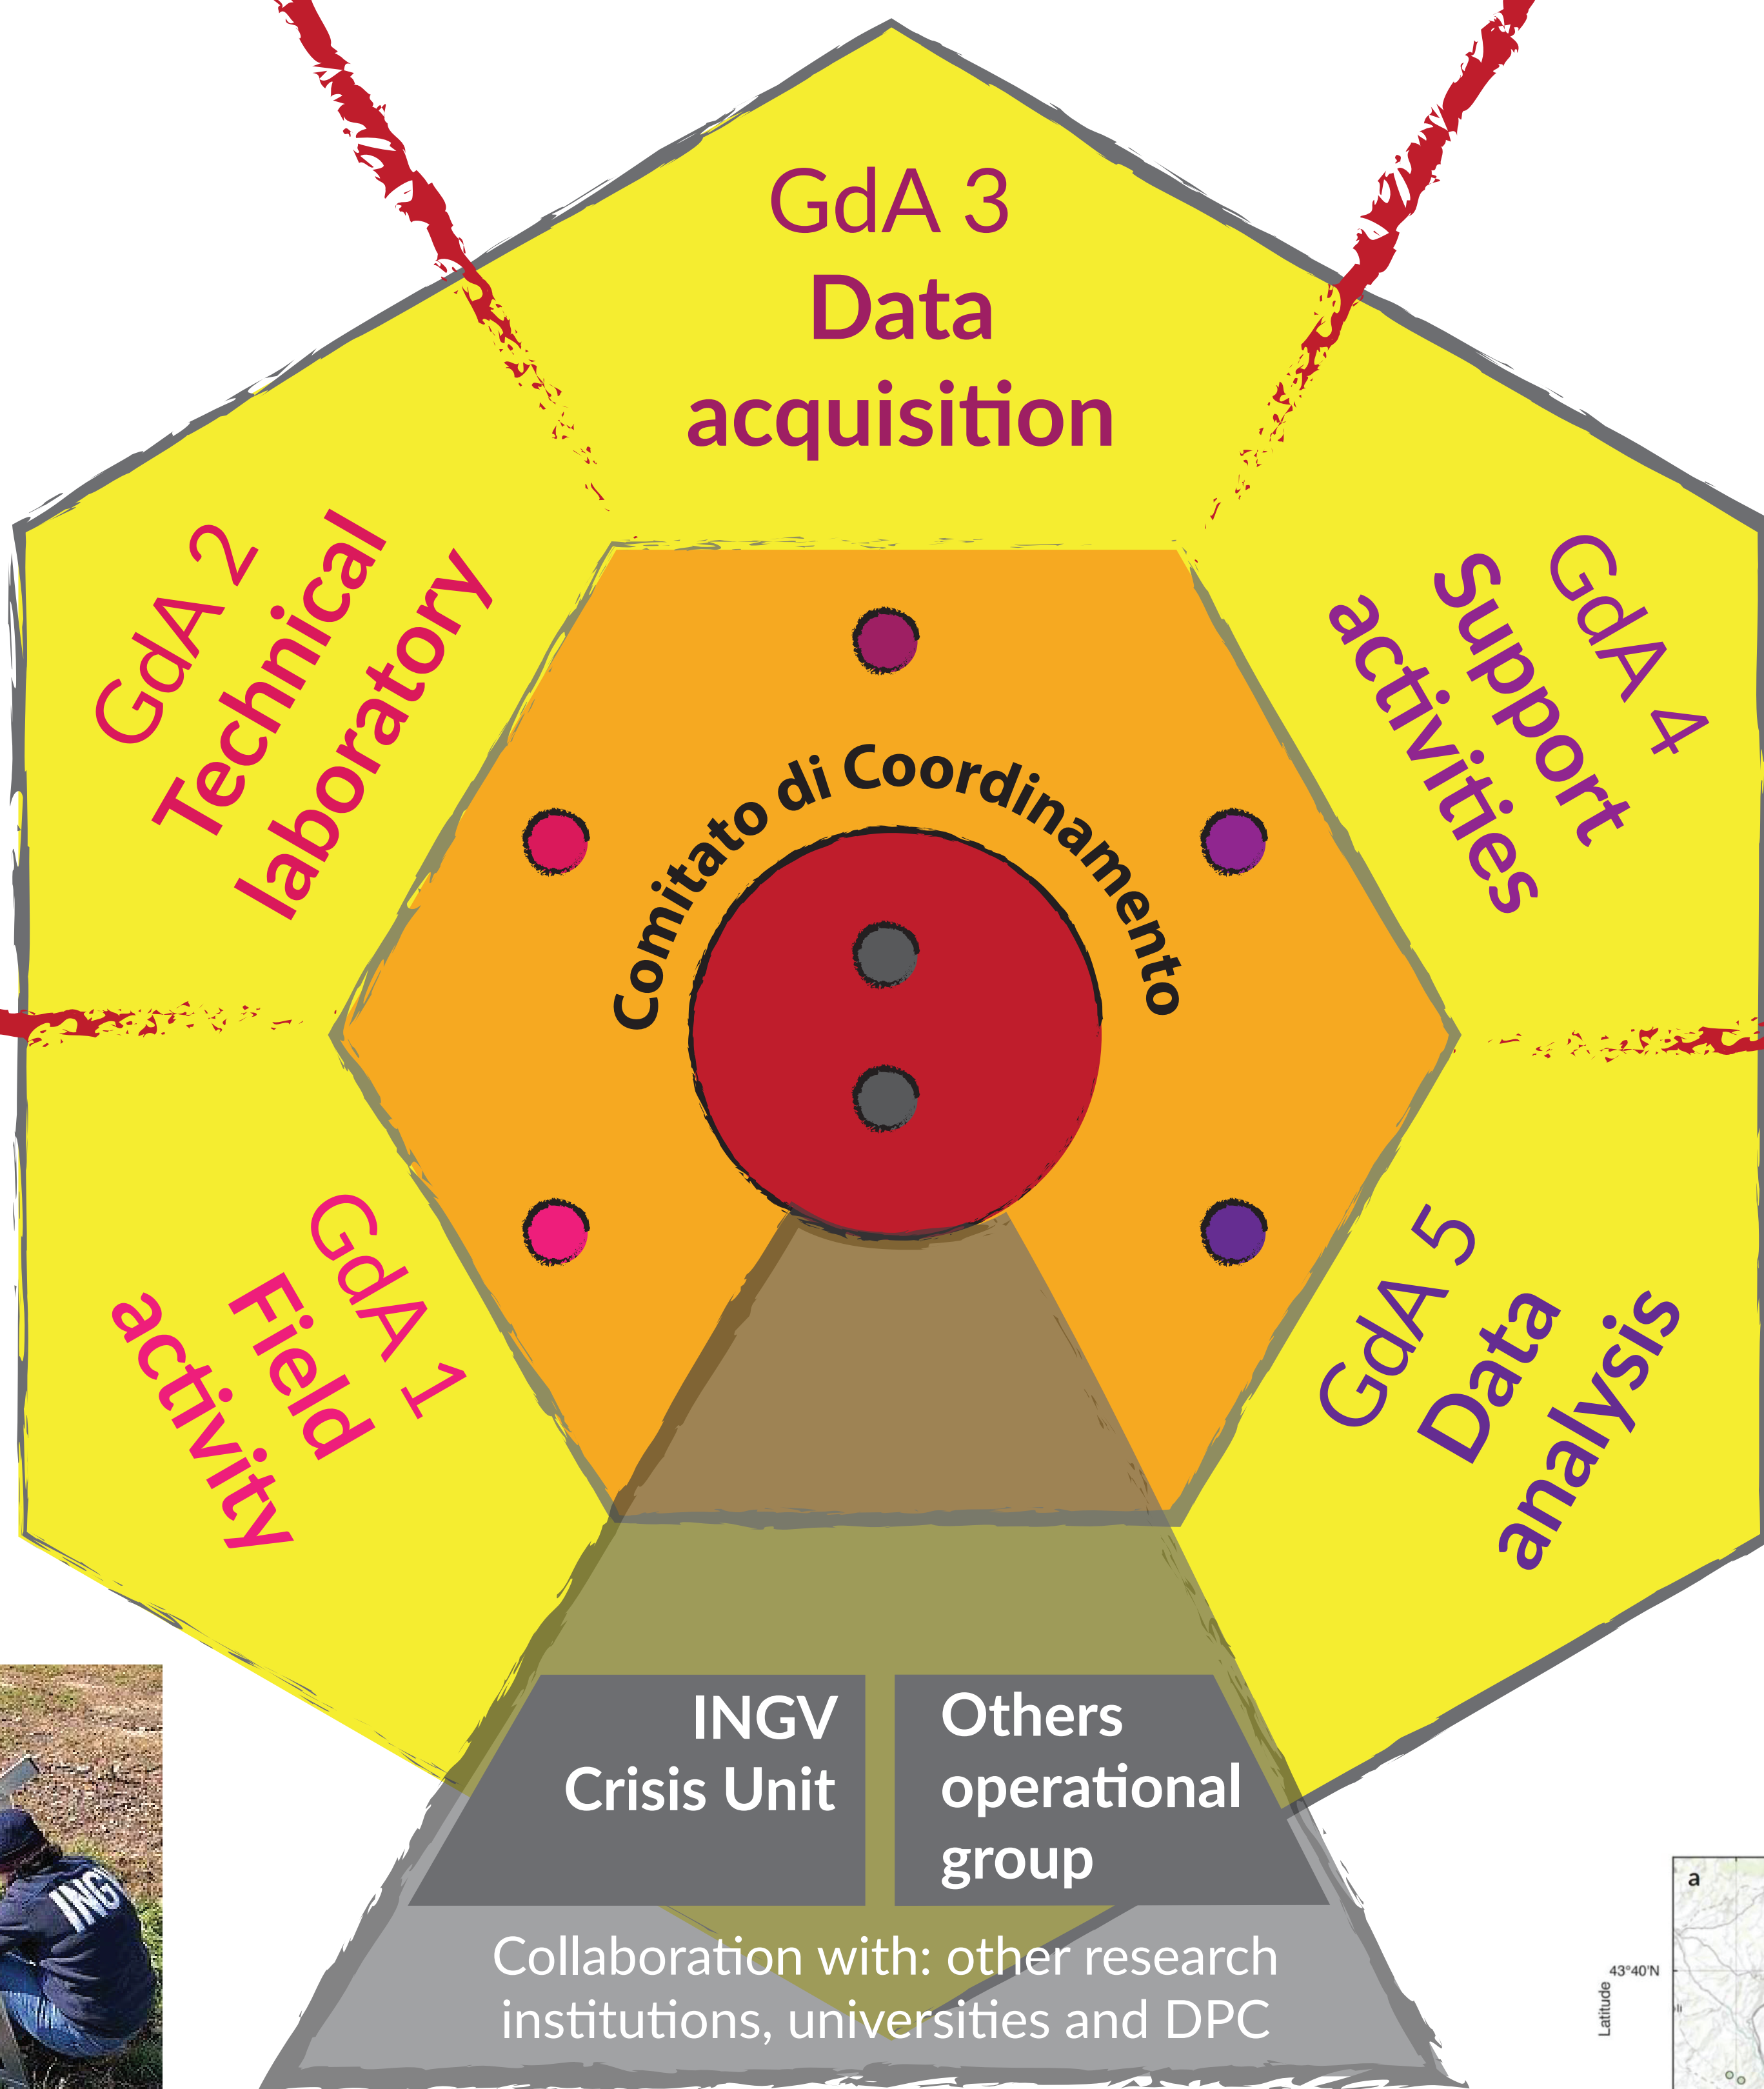 GdA 3
Data
acquisition
GdA 2
Technical
laboratory
GdA 4
Support
activities
Comitato di Coordinamento
GdA 1
Field
activity
GdA 5
Data
analysis
INGV
Crisis Unit
Others
operational
group
Collaboration with: other research
institutions, universities and DPC
ING
a
43°40'N
Latitude